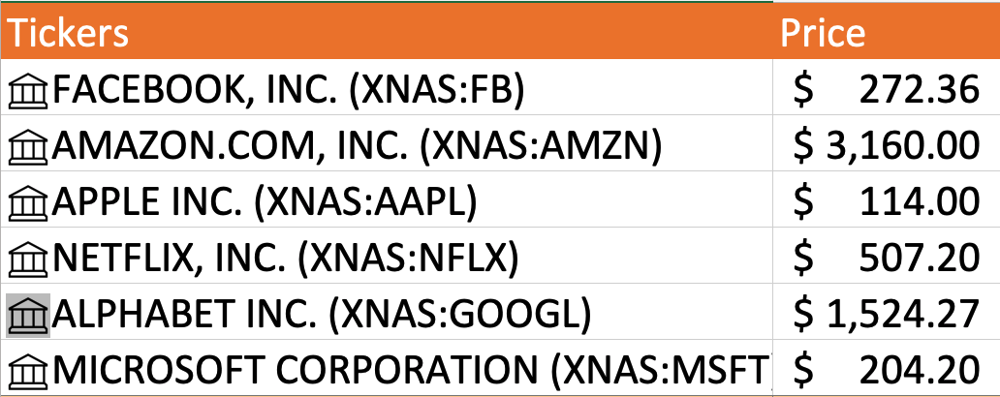 Tickers Price
FACEBOOK, INC. (XNAS:FB) $ 272.36
AMAZON.COM, INC. (XNAS:AMZN) $ 3,160.00
APPLE INC. (XNAS:AAPL) $ 114.00
NETFLIX, INC. (XNAS:NFLX) $ 507.20
ALPHABET INC. (XNAS:GOOGL) $ 1,524.27
MICROSOFT CORPORATION (XNAS:MSFT) $ 204.20